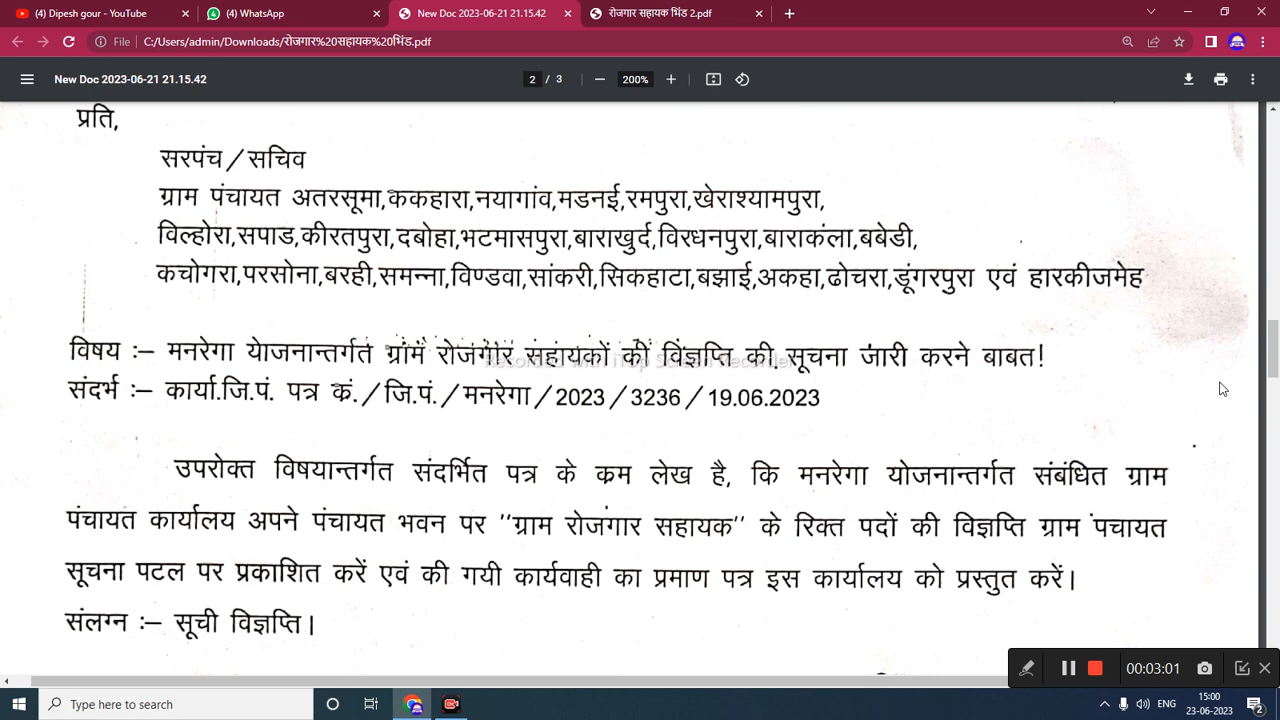 (4) Dipesh gour - YouTube
(4) WhatsApp
New Doc 2023-06-21 21.15.42
रोजगार सहायक भिंड 2.pdf
File C:/Users/admin/Downloads/रोजगार%20सहायक%20भिंड.pdf
New Doc 2023-06-21 21.15.42
2 / 3
200%
प्रति,
सरपंच/सचिव
ग्राम पंचायत अतरसूमा,ककहारा,नयागांव,मडनई,रमपुरा,खेराश्यामपुरा,
विल्होरा,सपाड,कीरतपुरा,दबोहा,भटमासपुरा,बाराखुर्द,विरधनपुरा,बाराकंला,बबेडी,
कचोगरा,परसोना,बरही,समन्ना,विण्डवा,सांकरी,सिकहाटा,बझाई,अकहा,ढोचरा,डूंगरपुरा एवं हारकीजमेह
विषय :– मनरेगा येाजनान्तर्गत ग्रांम रोजगार सहायकों की विज्ञप्ति की सूचना जारी करने बाबत!
Recorded with iTop Screen Recorder
संदर्भ :– कार्या.जि.पं. पत्र कं./जि.पं./मनरेगा/2023/3236/19.06.2023
उपरोक्त विषयान्तर्गत संदर्भित पत्र के कम लेख है, कि मनरेगा योजनान्तर्गत संबंधित ग्राम
पंचायत कार्यालय अपने पंचायत भवन पर ''ग्राम रोजगार सहायक'' के रिक्त पदों की विज्ञप्ति ग्राम पचायत
सूचना पटल पर प्रकाशित करें एवं की गयी कार्यवाही का प्रमाण पत्र इस कार्यालय को प्रस्तुत करें।
संलग्न :– सूची विज्ञप्ति।
00:03:01
Type here to search
ENG
15:00
23-06-2023
2